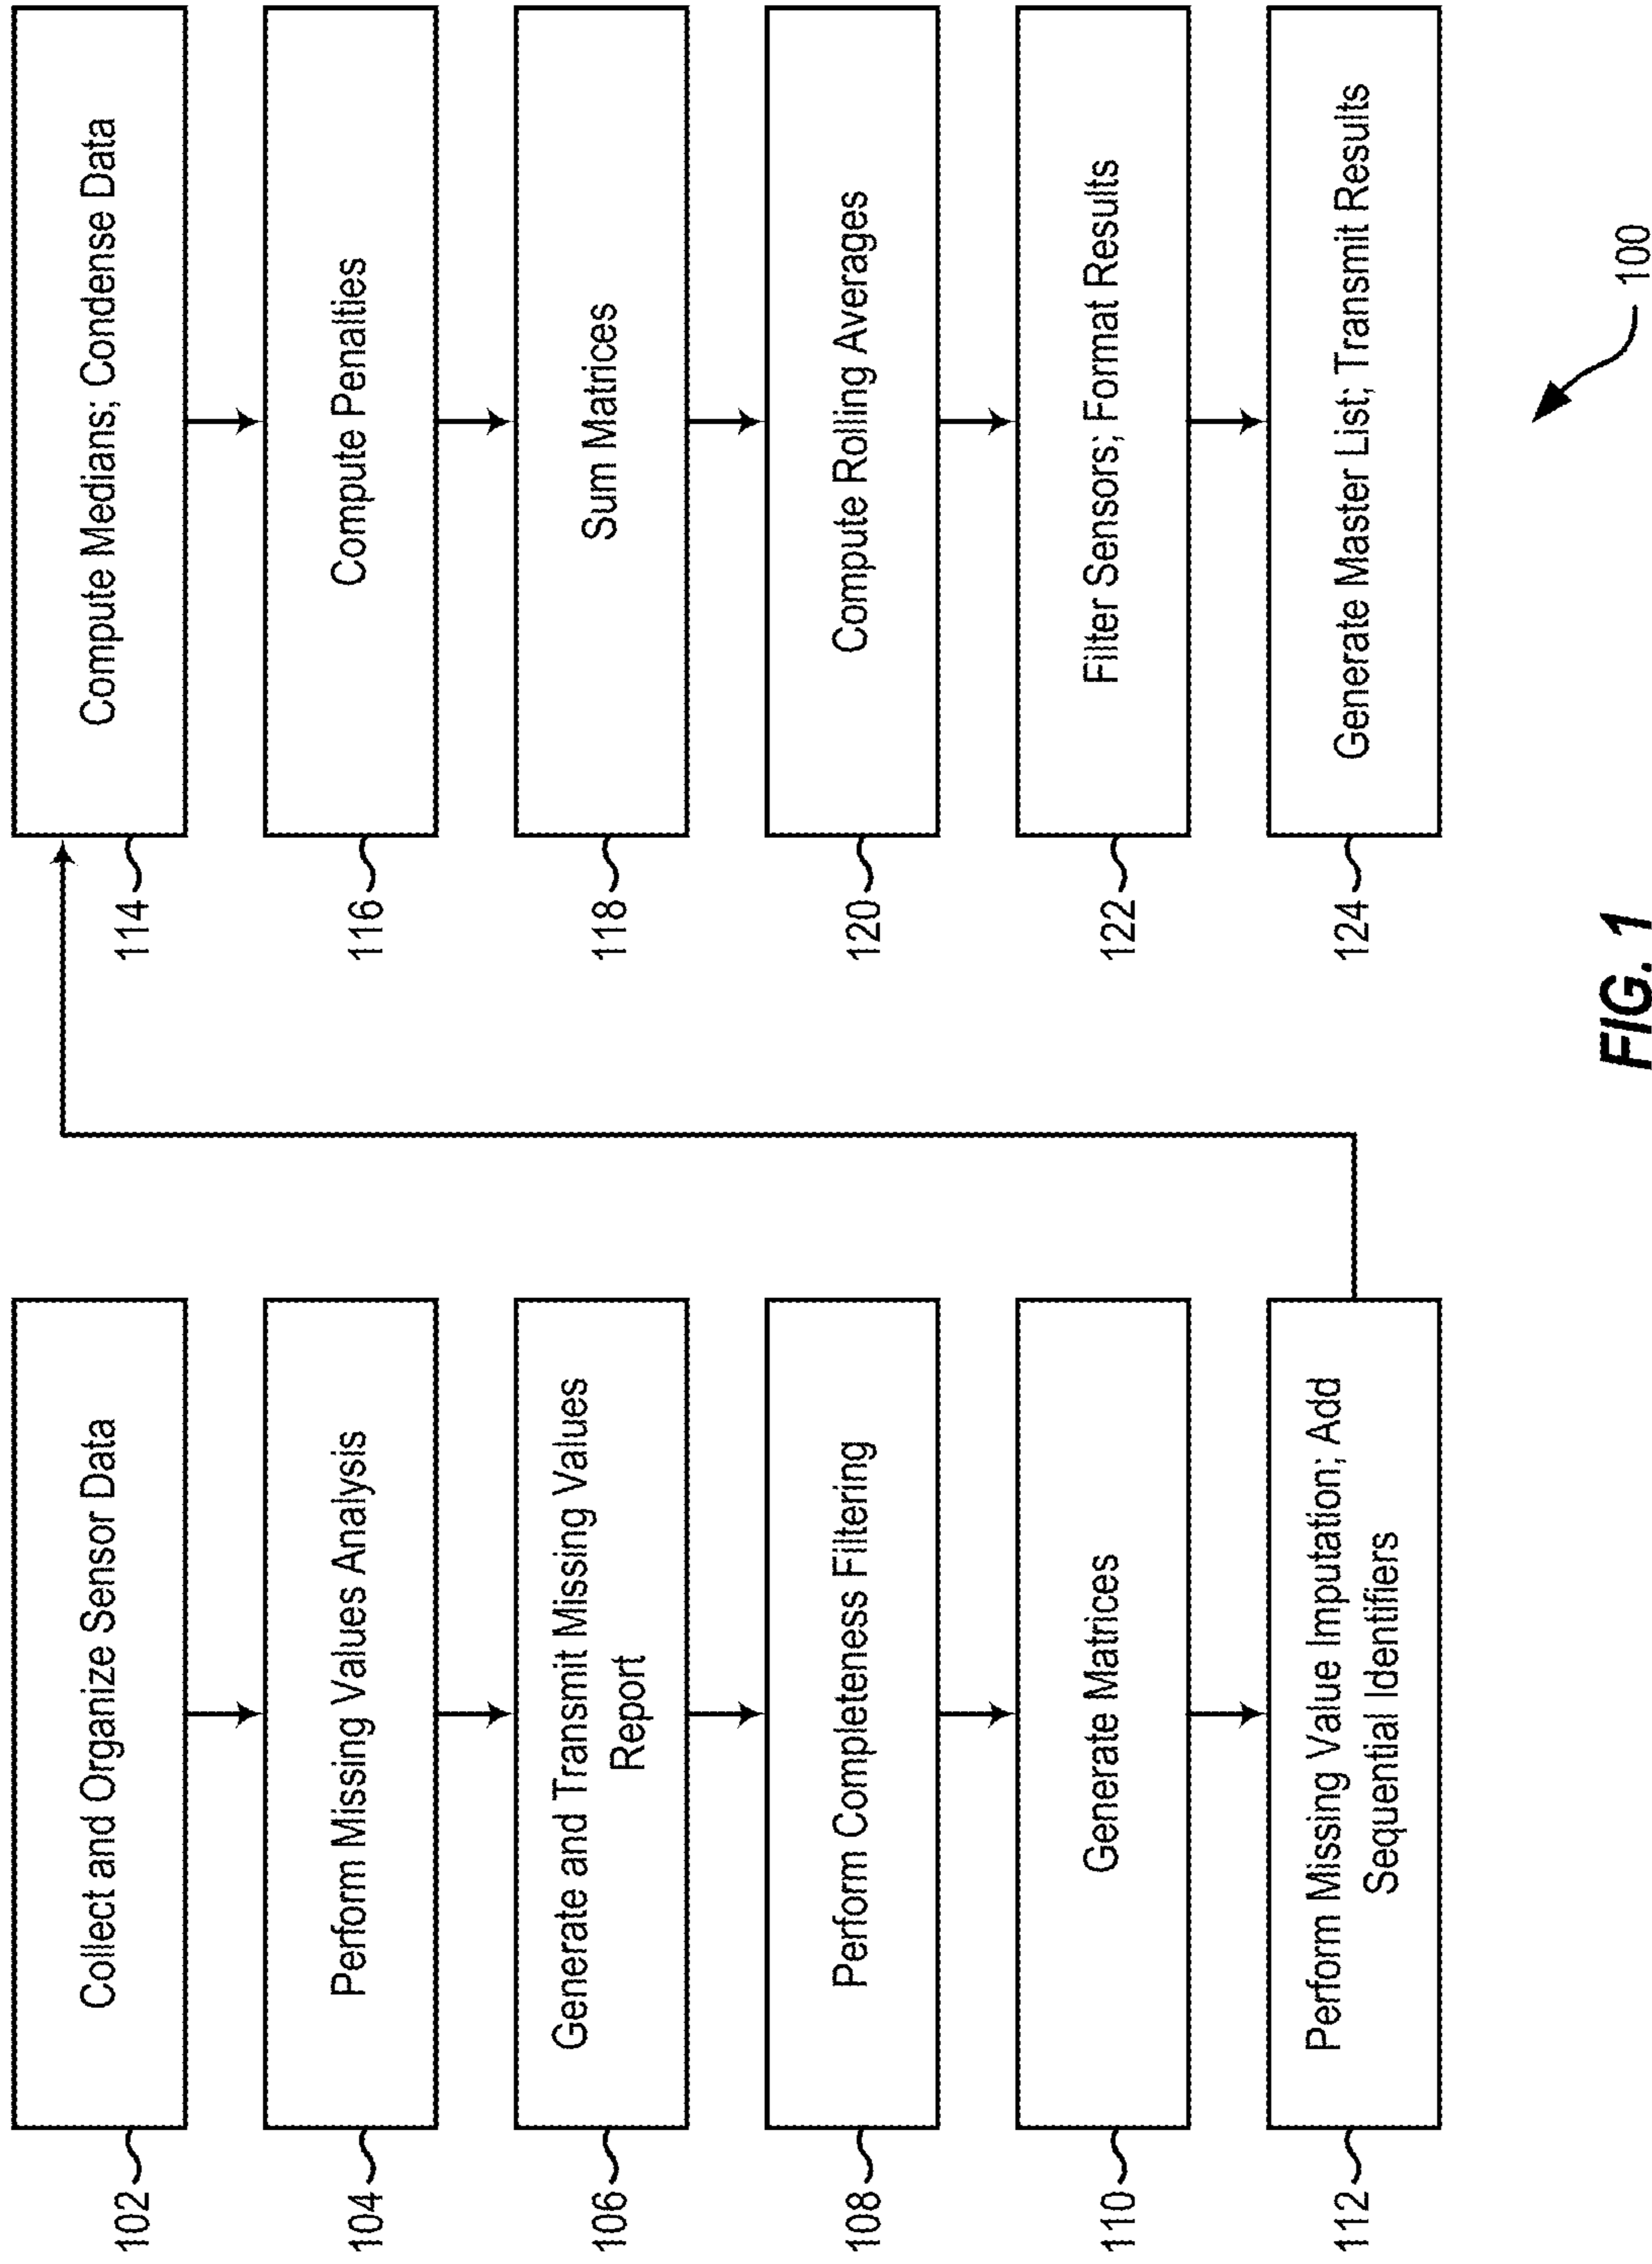 102
Collect and Organize Sensor Data
104
Perform Missing Values Analysis
106
Generate and Transmit Missing Values
Report
108
Perform Completeness Filtering
110
Generate Matrices
112
Perform Missing Value Imputation; Add
Sequential Identifiers
114
Compute Medians; Condense Data
116
Compute Penalties
118
Sum Matrices
120
Compute Rolling Averages
122
Filter Sensors; Format Results
124
Generate Master List; Transmit Results
100
FIG. 1